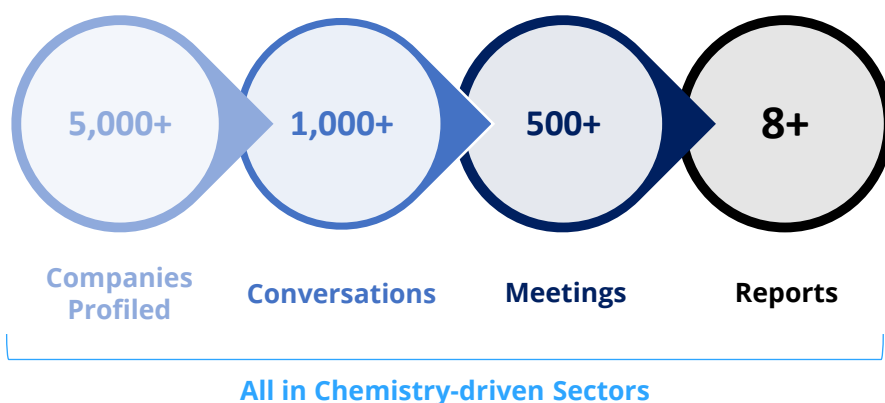 5,000+
1,000+
500+
8+
Companies
Profiled
Conversations
Meetings
Reports
All in Chemistry-driven Sectors